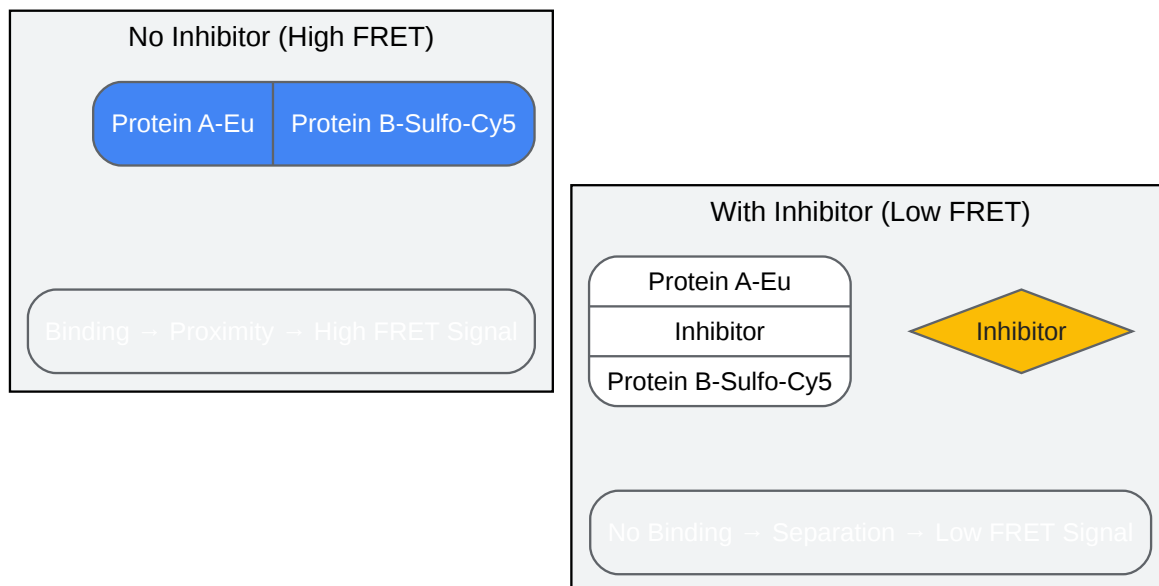 No Inhibitor (High FRET)
Protein A-Eu
Protein B-Sulfo-Cy5
Binding → Proximity → High FRET Signal
With Inhibitor (Low FRET)
Protein A-Eu
Inhibitor
Protein B-Sulfo-Cy5
Inhibitor
No Binding → Separation → Low FRET Signal